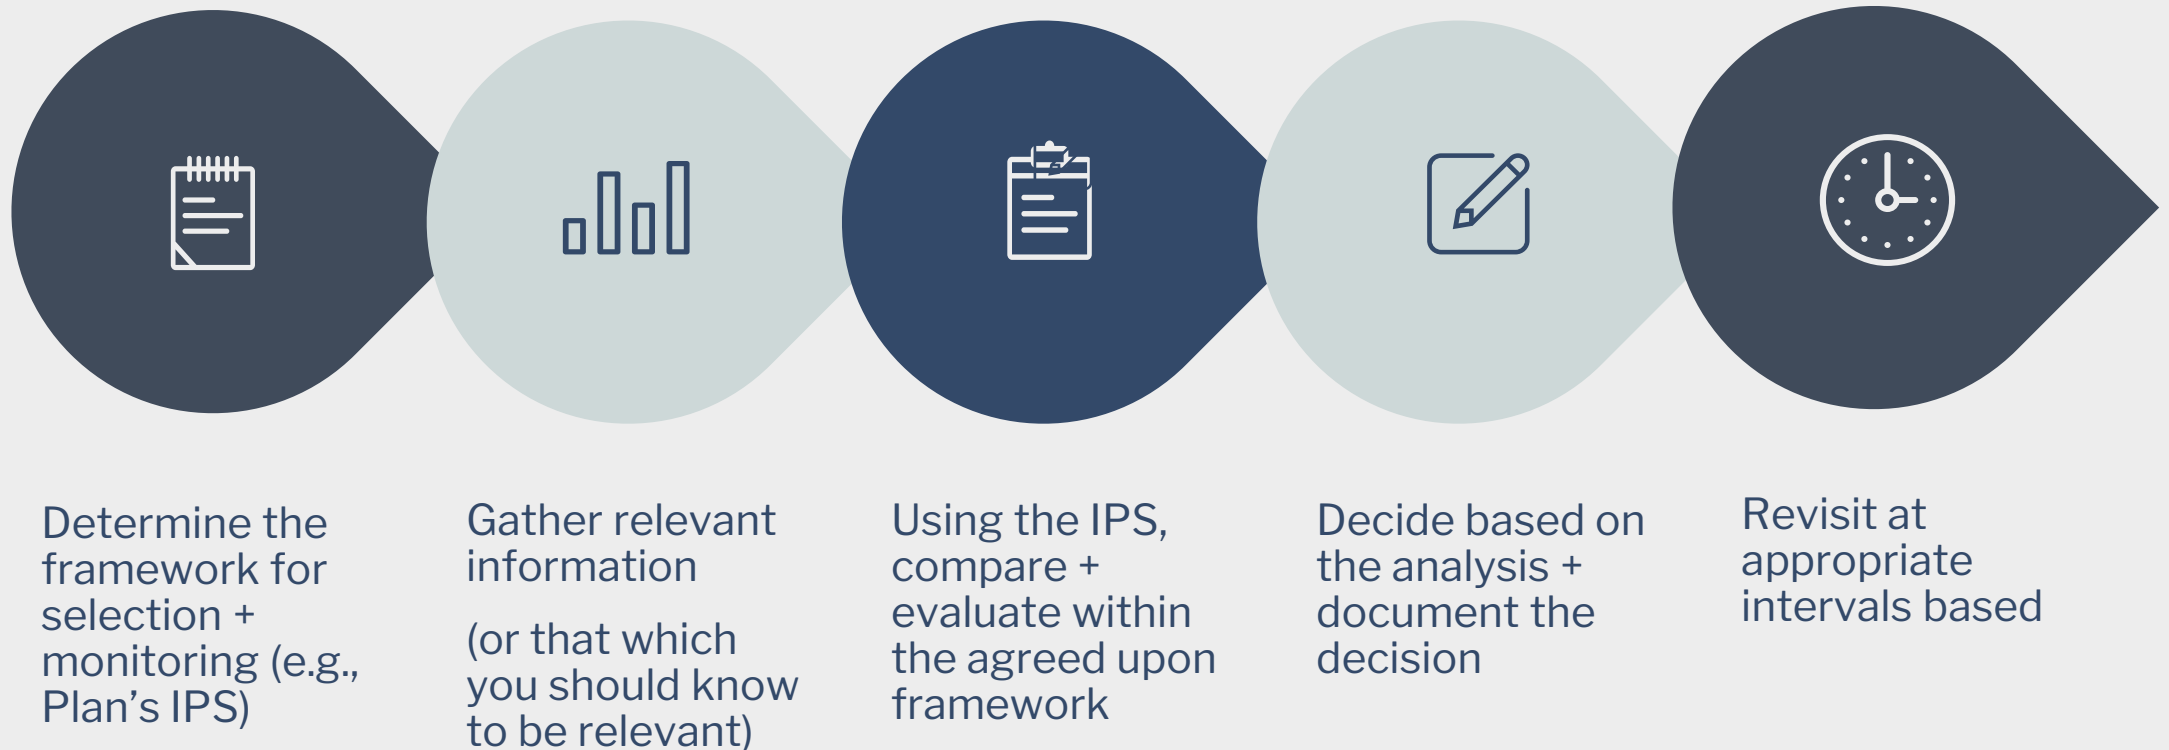 Determine the
framework for
selection +
monitoring (e.g.,
Plan’s IPS)
Gather relevant
information
(or that which
you should know
to be relevant)
Using the IPS,
compare +
evaluate within
the agreed upon
framework
Decide based on
the analysis +
document the
decision
Revisit at
appropriate
intervals based